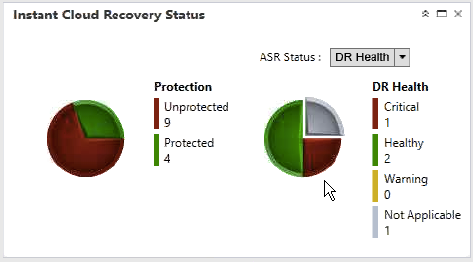 Instant Cloud Recovery Status
ASR Status : DR Health
Protection
Unprotected
9
Protected
4
DR Health
Critical
1
Healthy
2
Warning
0
Not Applicable
1